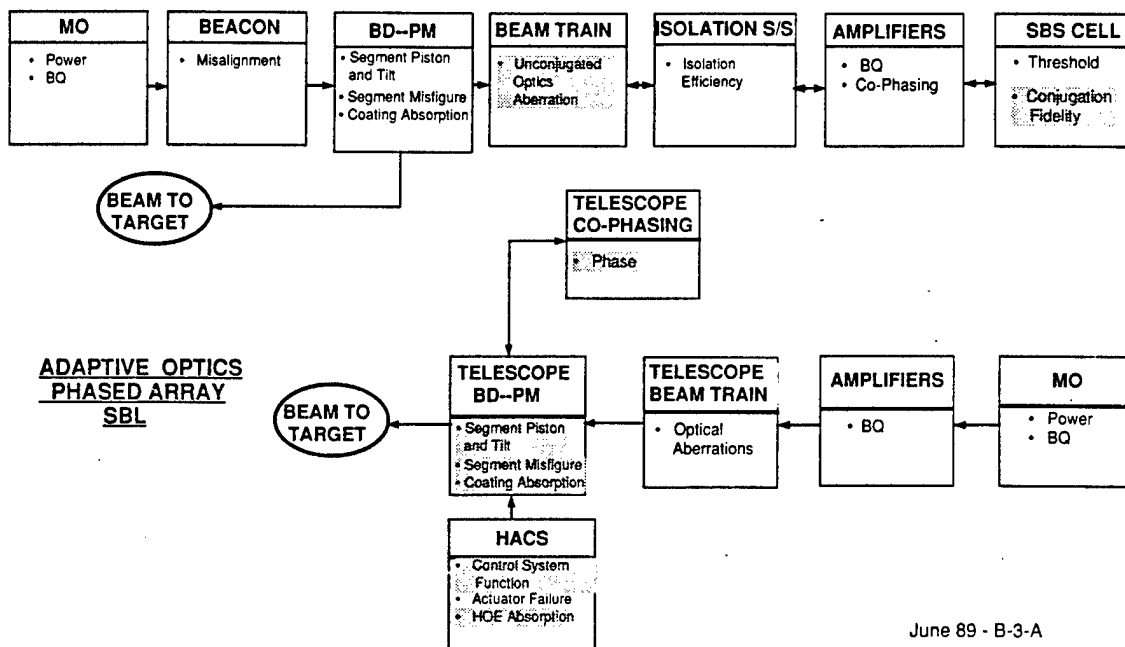 MO
• Power
• BQ
BEACON
• Misalignment
BD--PM
• Segment Piston
and Tilt
• Segment Misfigure
• Coating Absorption
BEAM TRAIN
• Unconjugated
Optics
Aberration
ISOLATION S/S
• Isolation
Efficiency
AMPLIFIERS
• BQ
• Co-Phasing
SBS CELL
• Threshold
• Conjugation
Fidelity
BEAM TO
TARGET
TELESCOPE
CO-PHASING
• Phase
ADAPTIVE OPTICS
PHASED ARRAY
SBL
BEAM TO
TARGET
TELESCOPE
BD--PM
• Segment Piston
and Tilt
• Segment Misfigure
• Coating Absorption
TELESCOPE
BEAM TRAIN
• Optical
Aberrations
AMPLIFIERS
• BQ
MO
• Power
• BQ
HACS
• Control System
Function
• Actuator Failure
• HOE Absorption
June 89 - B-3-A